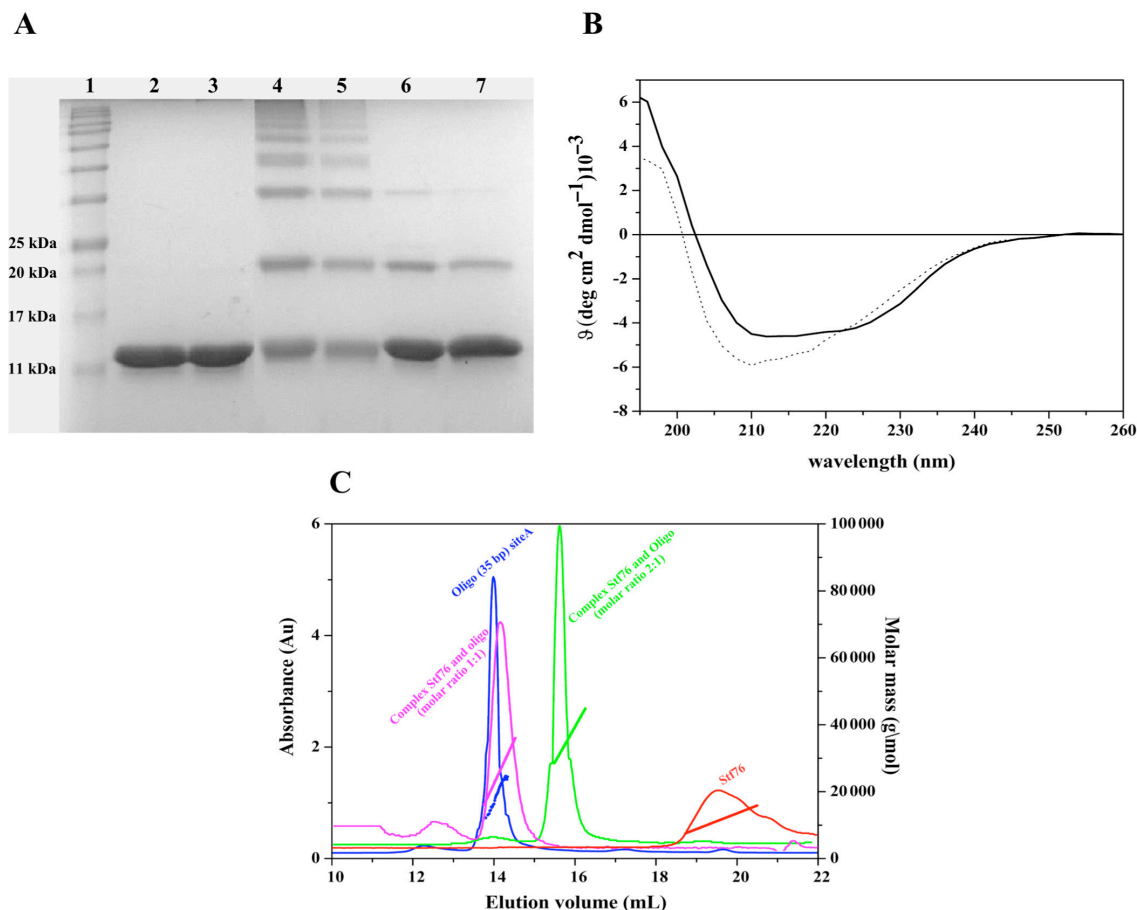 A
B
1 2 3 4 5 6 7
25 kDa
20 kDa
17 kDa
11 kDa
ϑ (deg cm² dmol⁻¹)10⁻³
6
4
2
0
-2
-4
-6
-8
200 210 220 230 240 250 260
wavelength (nm)
C
Absorbance (Au)
6
4
2
0
Oligo (35 bp) siteA
Complex Stf76 and oligo
(molar ratio 1:1)
Complex Stf76 and Oligo
(molar ratio 2:1)
Stf76
100 000
80 000
60 000
40 000
20 000
0
Molar mass (g\mol)
10 12 14 16 18 20 22
Elution volume (mL)